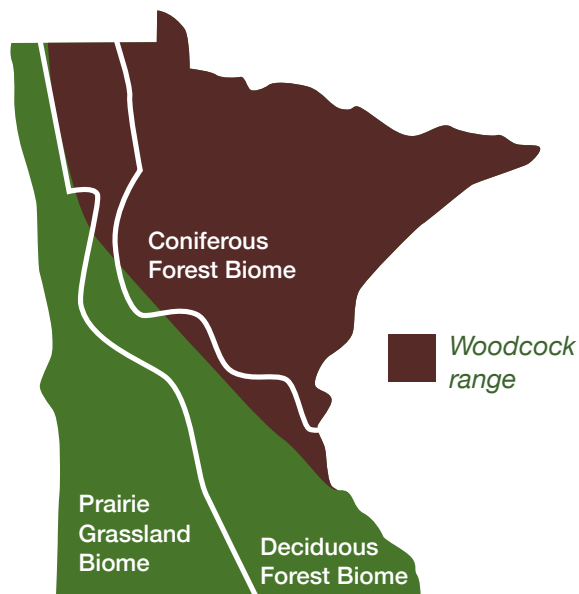 Coniferous
Forest Biome
Woodcock
range
Prairie
Grassland
Biome
Deciduous
Forest Biome